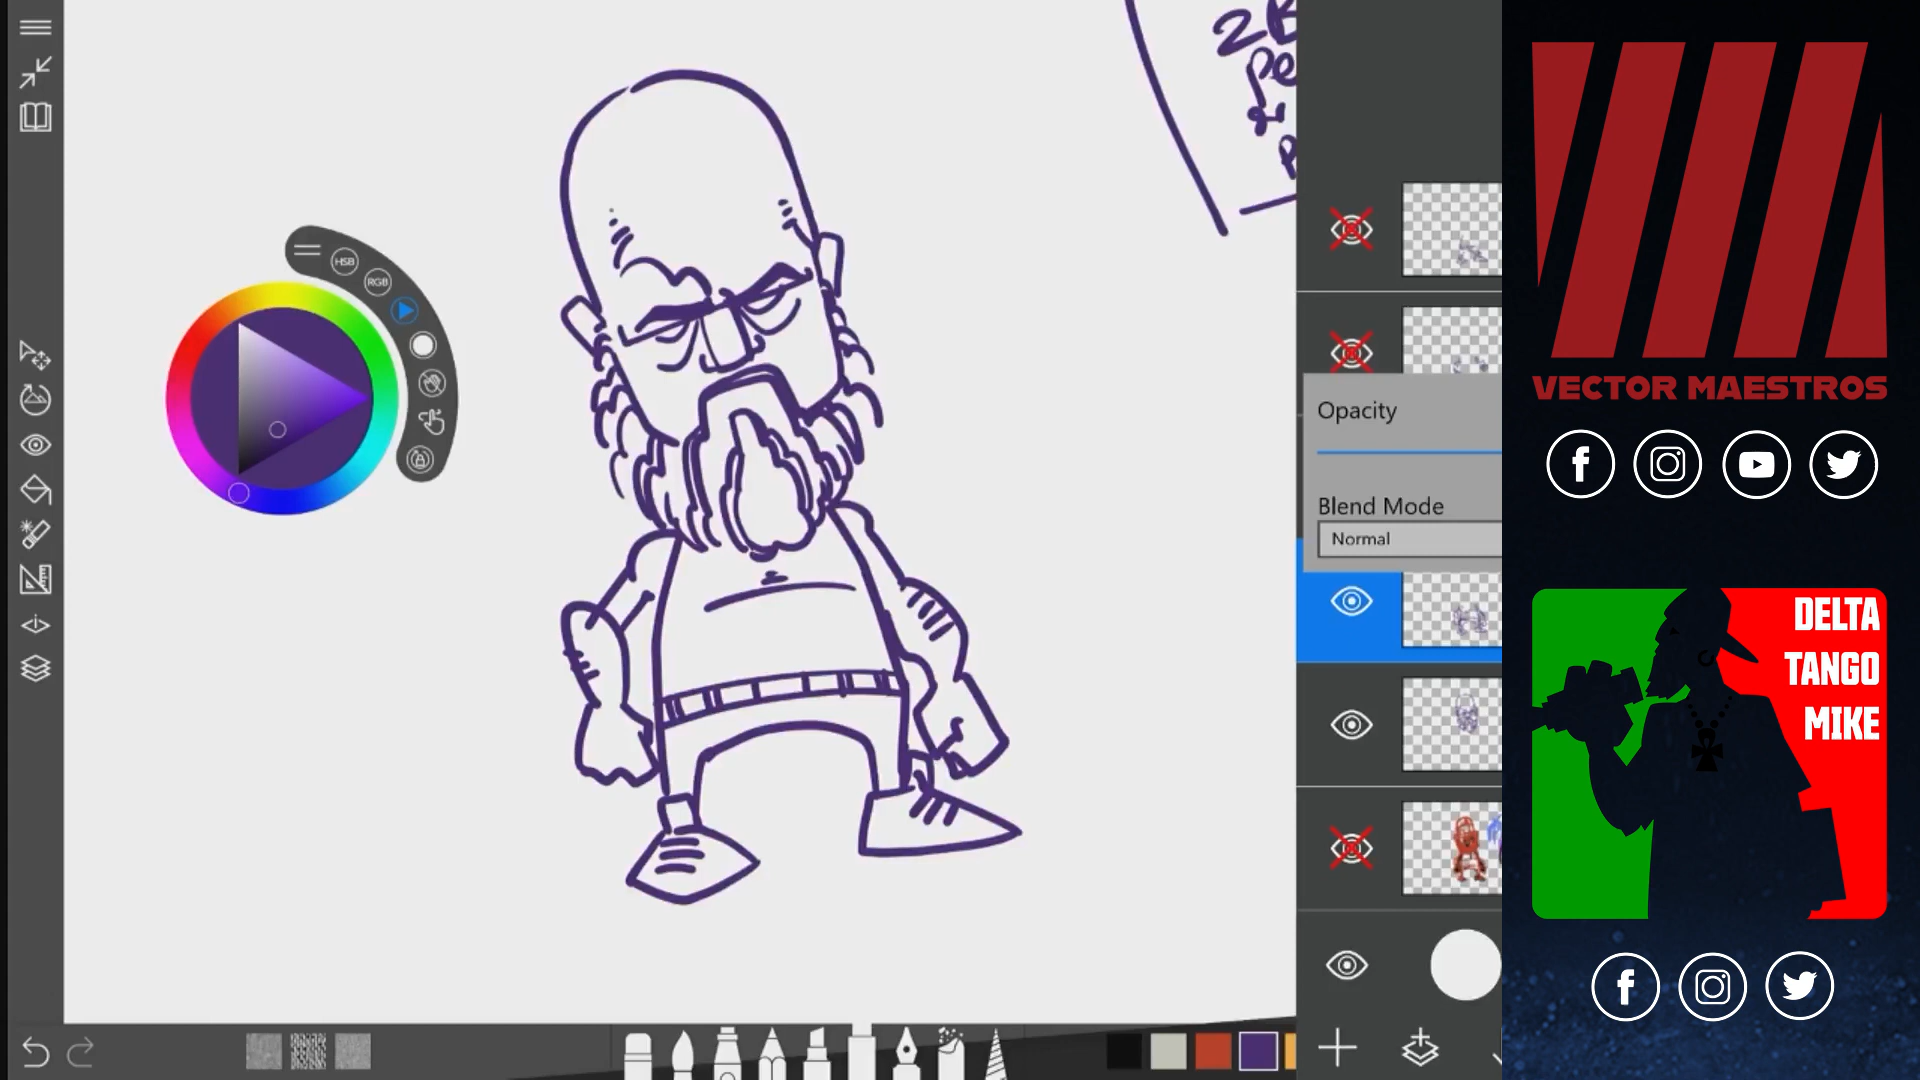 HSB
RGB
Opacity
Blend Mode
Normal
VECTOR MAESTROS
DELTA
TANGO
MIKE